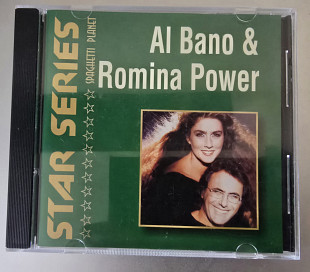 Al Bano &
Romina Power
STAR SERIES
SPAGHETTI PLANET